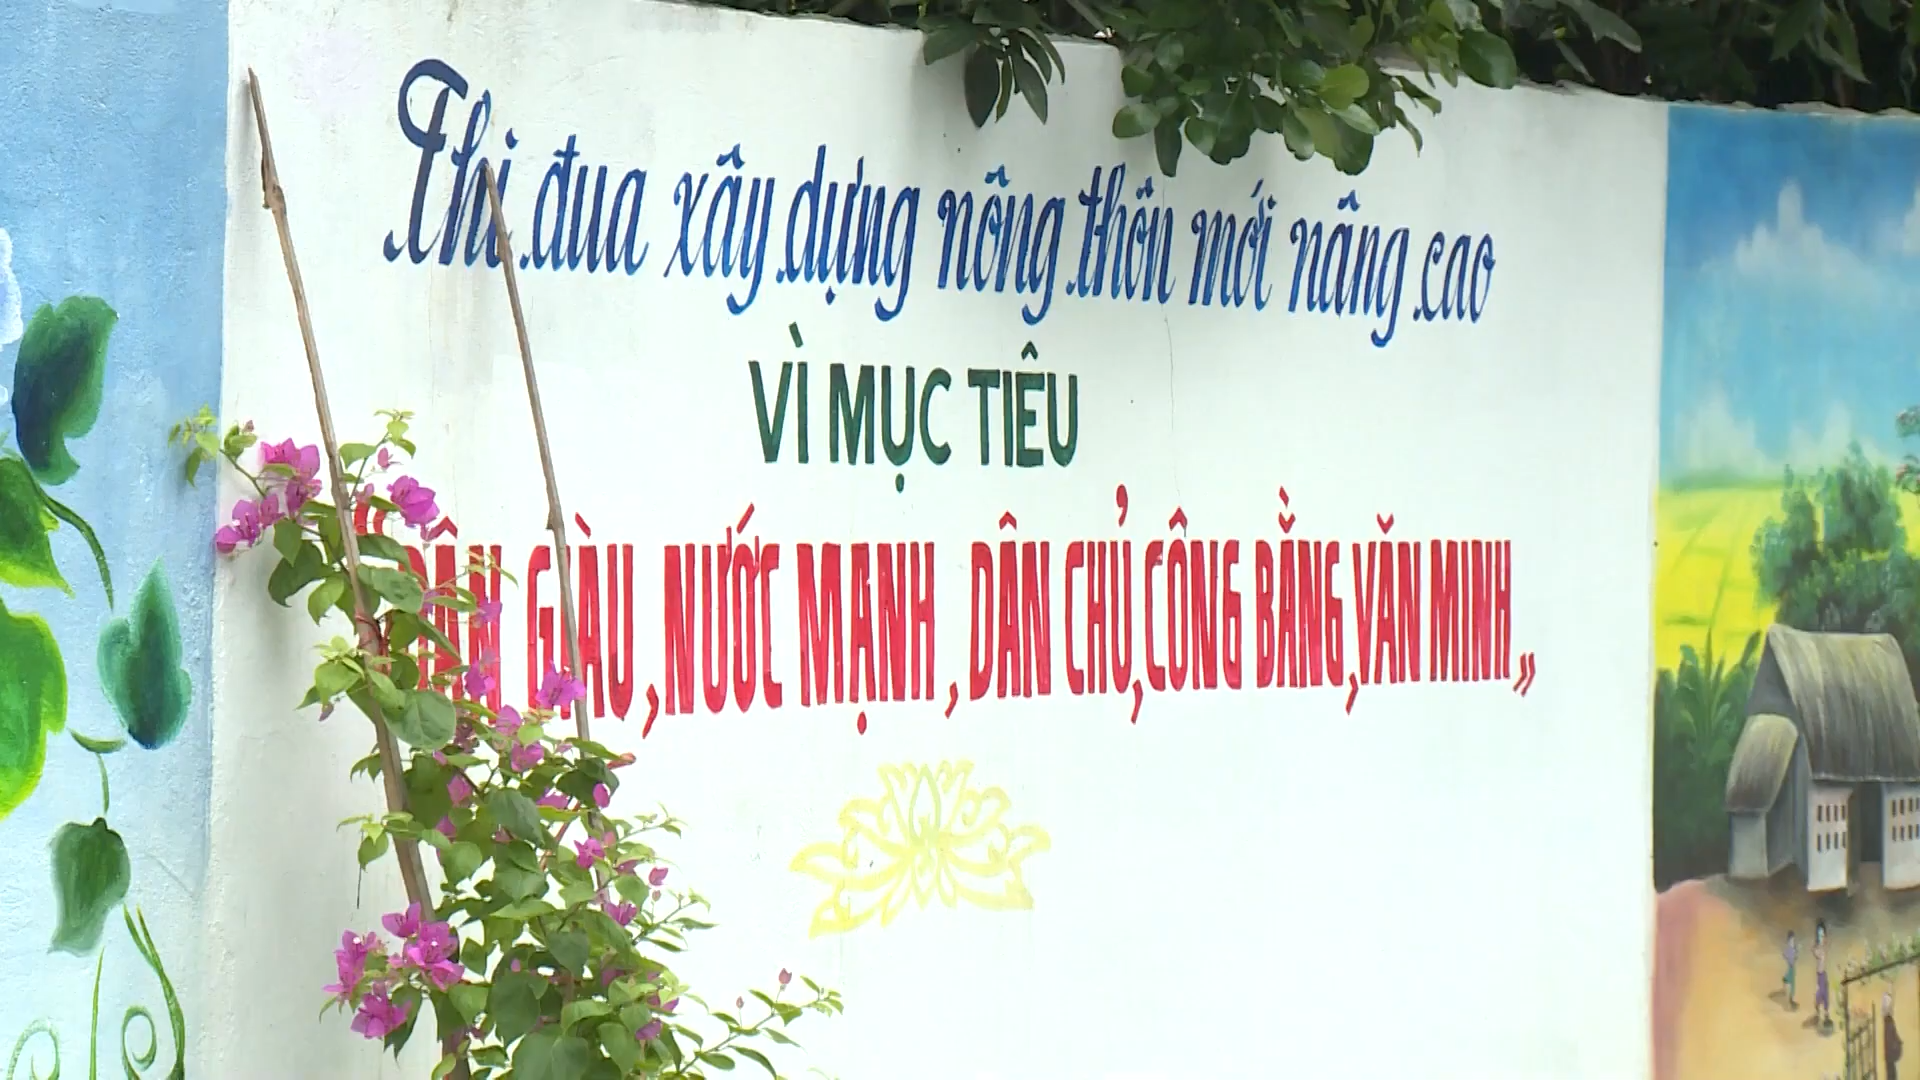 Thi đua xây dựng nông thôn mới nâng cao
VÌ MỤC TIÊU
"DÂN GIÀU, NƯỚC MẠNH, DÂN CHỦ, CÔNG BẰNG, VĂN MINH"